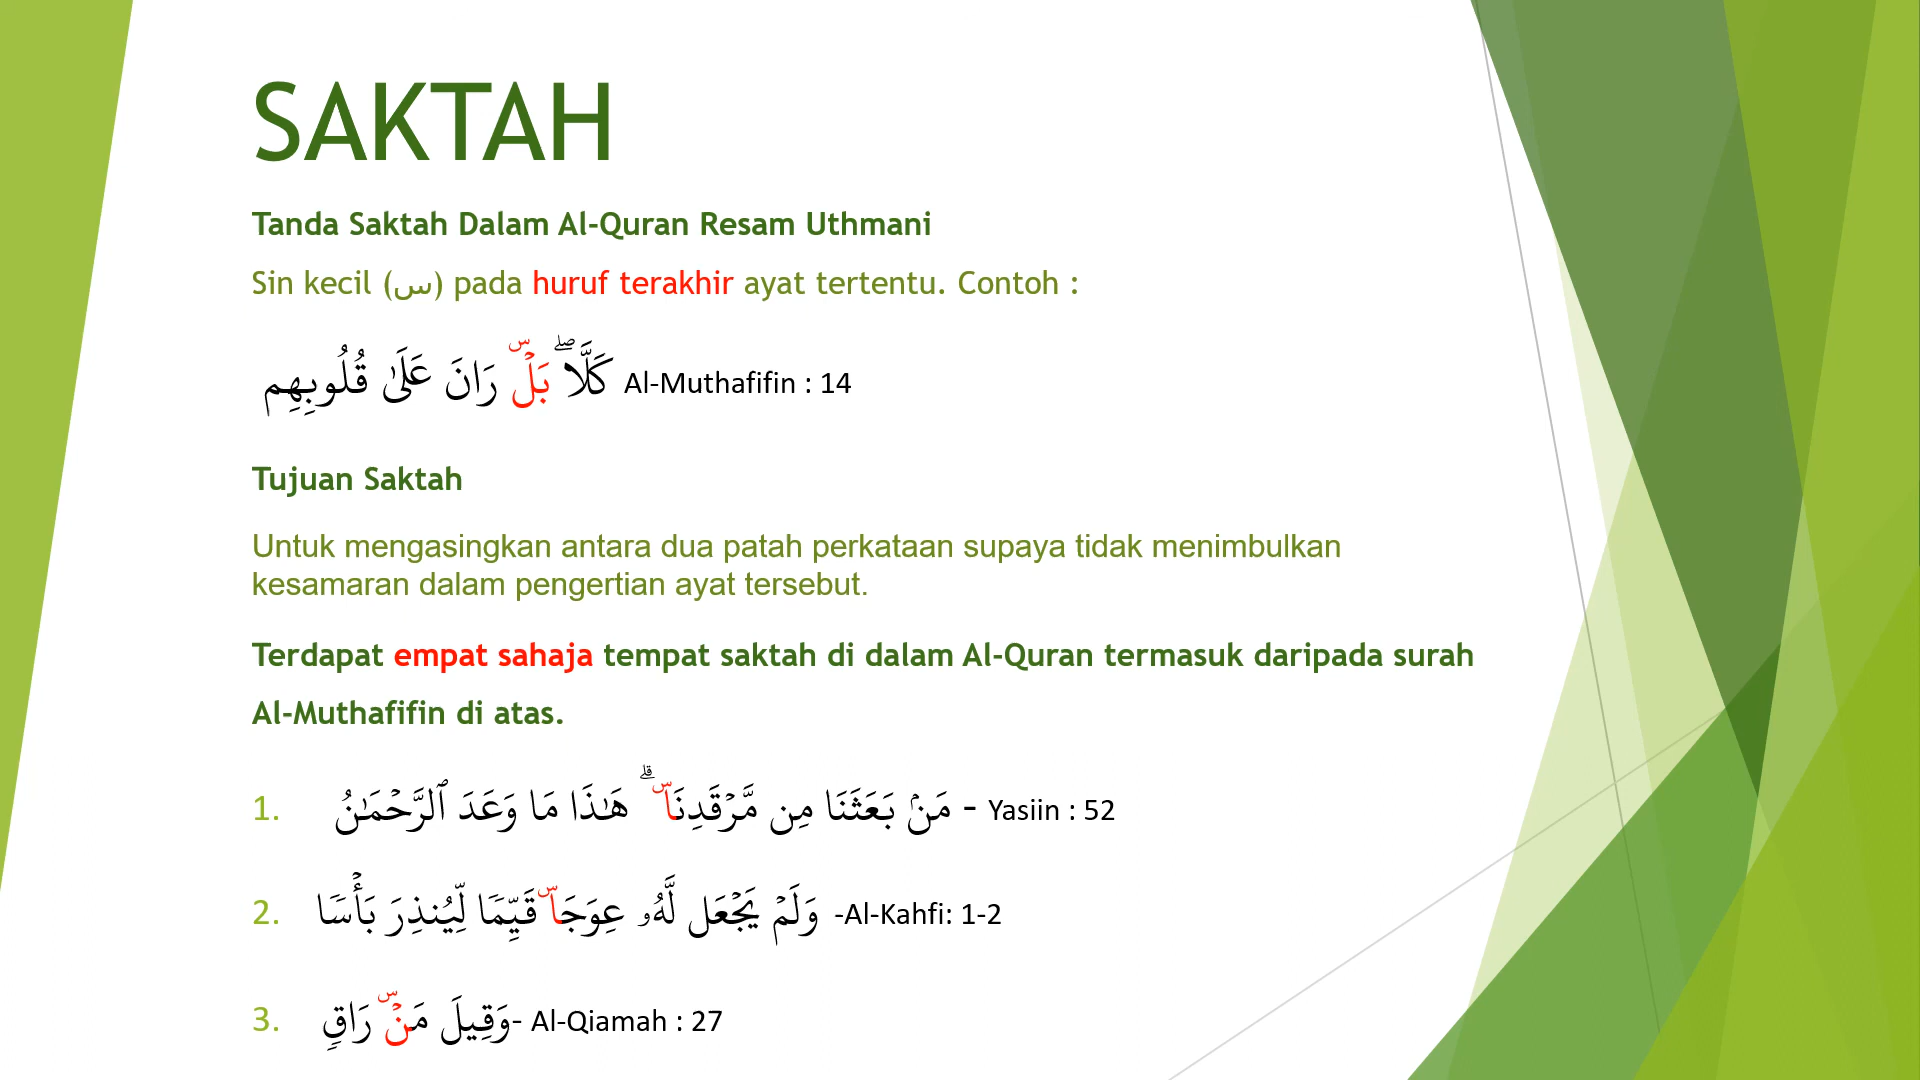 SAKTAH
Tanda Saktah Dalam Al-Quran Resam Uthmani
Sin kecil (س) pada huruf terakhir ayat tertentu. Contoh :
كَلَّاۖ بَلۡۜ رَانَ عَلَىٰ قُلُوبِهِم Al-Muthafifin : 14
Tujuan Saktah
Untuk mengasingkan antara dua patah perkataan supaya tidak menimbulkan
kesamaran dalam pengertian ayat tersebut.
Terdapat empat sahaja tempat saktah di dalam Al-Quran termasuk daripada surah
Al-Muthafifin di atas.
1. مَنۢ بَعَثَنَا مِن مَّرۡقَدِنَاۜۗ هَٰذَا مَا وَعَدَ ٱلرَّحۡمَٰنُ - Yasiin : 52
2. وَلَمۡ يَجۡعَل لَّهُۥ عِوَجَاۜ قَيِّمٗا لِّيُنذِرَ بَأۡسٗا -Al-Kahfi: 1-2
3. وَقِيلَ مَنۡۜ رَاقٖ - Al-Qiamah : 27